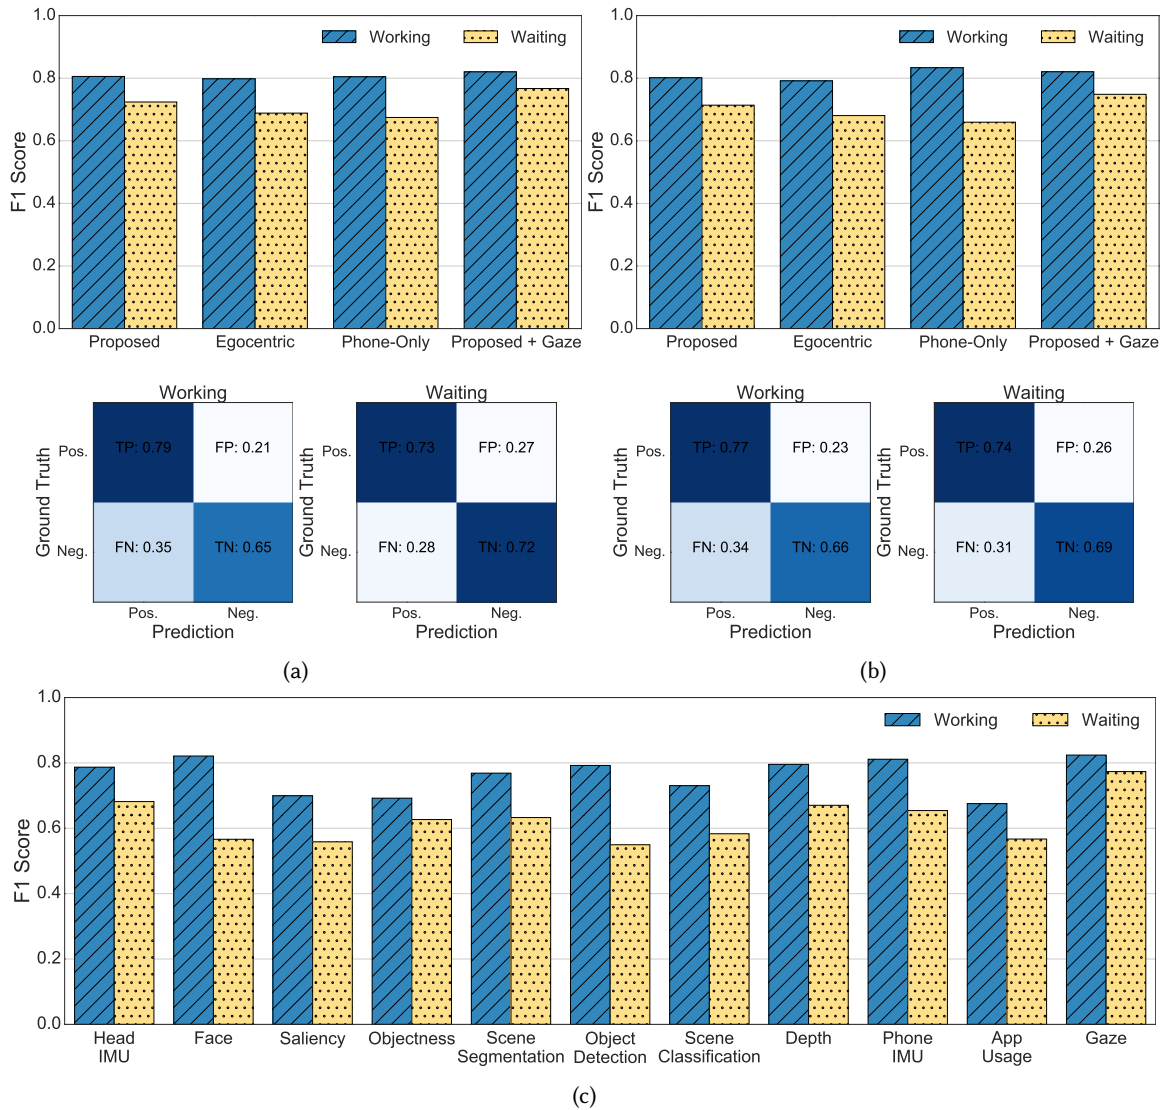 1.0
0.8
0.6
0.4
0.2
0.0
F1 Score
Working
Waiting
Proposed
Egocentric
Phone-Only
Proposed + Gaze
1.0
0.8
0.6
0.4
0.2
0.0
F1 Score
Working
Waiting
Proposed
Egocentric
Phone-Only
Proposed + Gaze
Working
Ground Truth
Pos.
Neg.
TP: 0.79
FP: 0.21
FN: 0.35
TN: 0.65
Pos.
Neg.
Prediction
Waiting
Ground Truth
Pos.
Neg.
TP: 0.73
FP: 0.27
FN: 0.28
TN: 0.72
Pos.
Neg.
Prediction
(a)
Working
Ground Truth
Pos.
Neg.
TP: 0.77
FP: 0.23
FN: 0.34
TN: 0.66
Pos.
Neg.
Prediction
Waiting
Ground Truth
Pos.
Neg.
TP: 0.74
FP: 0.26
FN: 0.31
TN: 0.69
Pos.
Neg.
Prediction
(b)
1.0
0.8
0.6
0.4
0.2
0.0
F1 Score
Working
Waiting
Head
IMU
Face
Saliency
Objectness
Scene
Segmentation
Object
Detection
Scene
Classification
Depth
Phone
IMU
App
Usage
Gaze
(c)